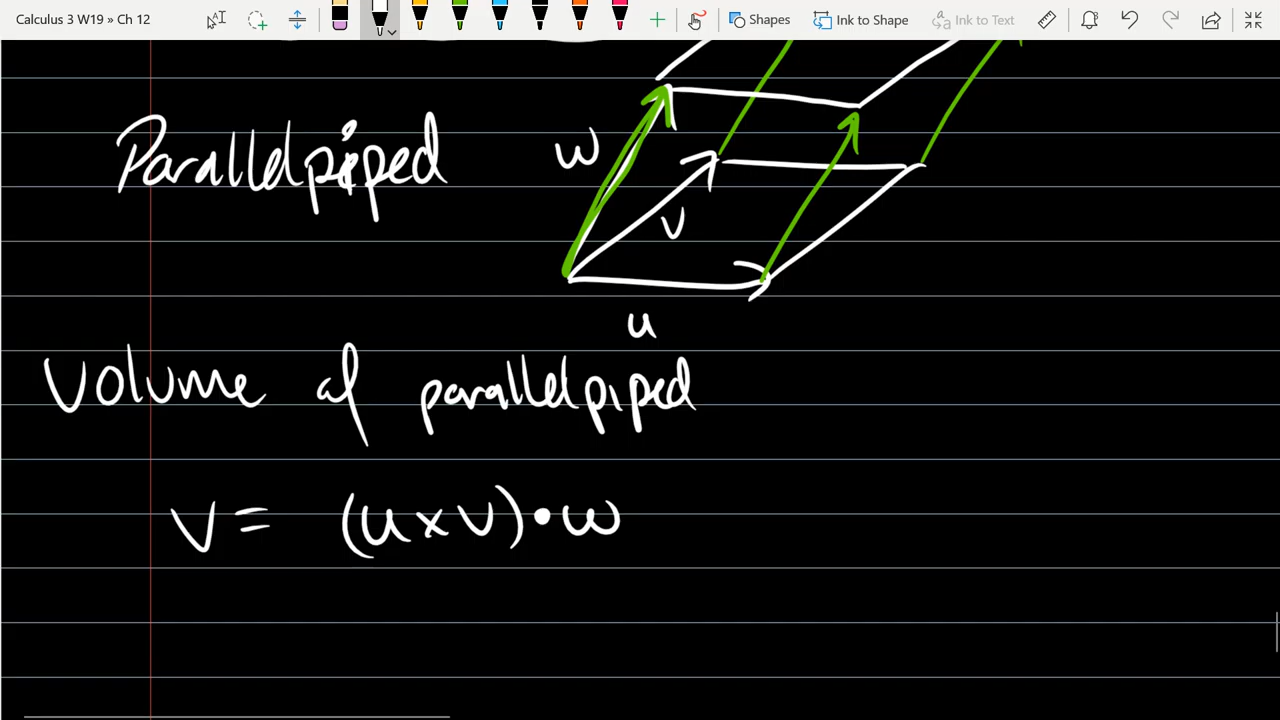 Calculus 3 W19 » Ch 12
Shapes
Ink to Shape
Ink to Text
Parallelpiped
w
v
u
Volume of parallelpiped
V = (u x v) • w